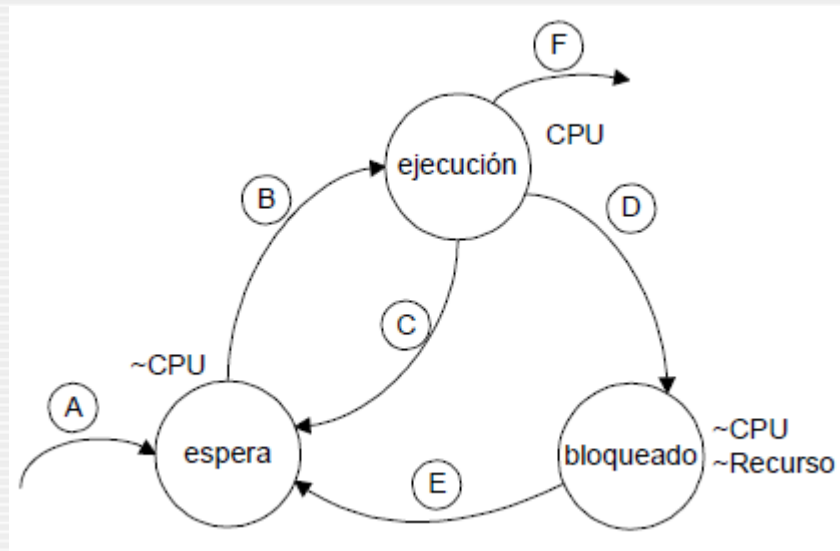 F
CPU
ejecución
B
D
C
~CPU
A
espera
bloqueado
~CPU
~Recurso
E